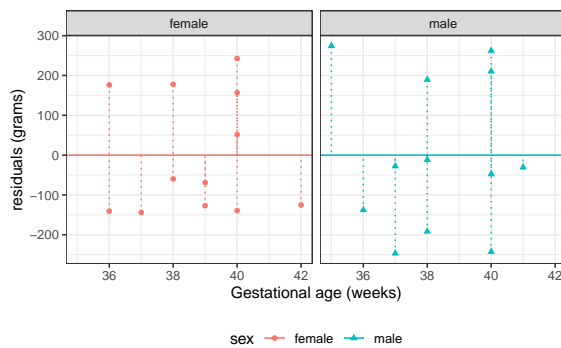 female male
300
200
100
0
−100
−200
residuals (grams)
36 38 40 42 36 38 40 42
Gestational age (weeks)
sex female male